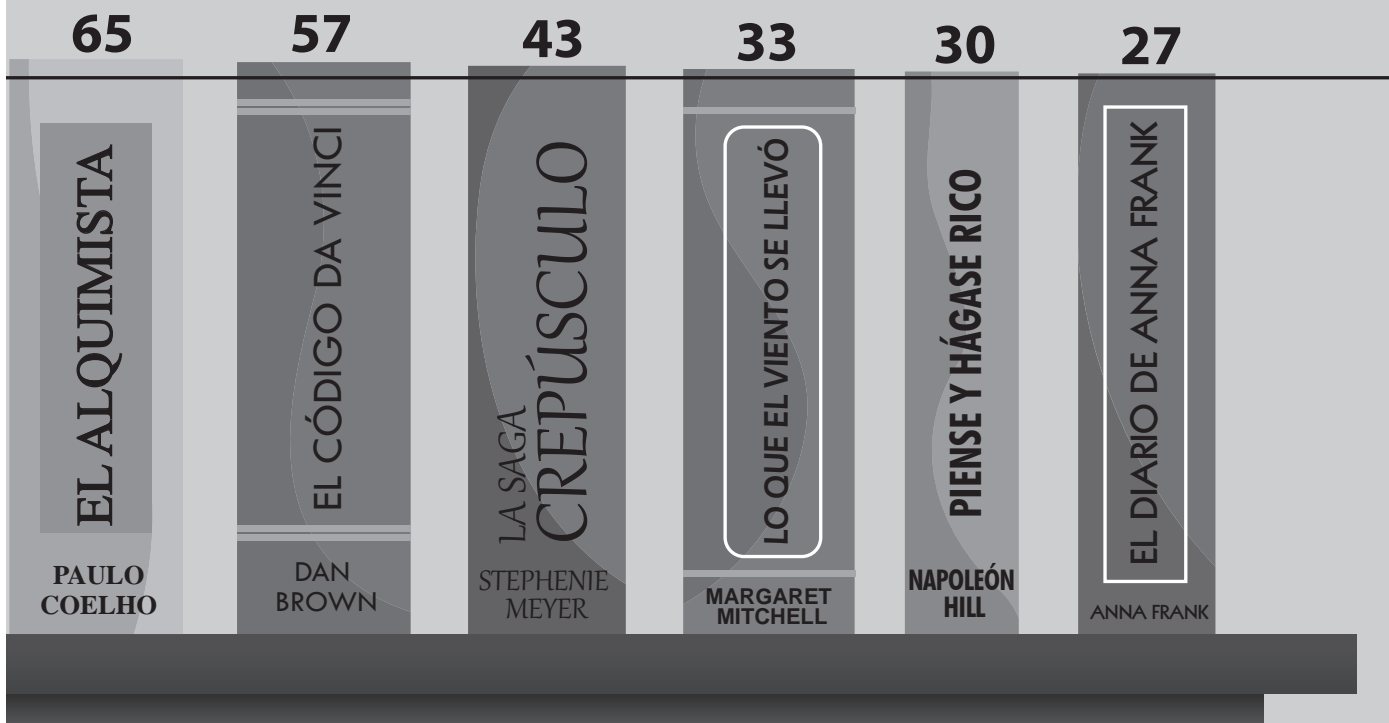 65
EL ALQUIMISTA
PAULO
COELHO
57
EL CÓDIGO DA VINCI
DAN
BROWN
43
LA SAGA
CREPÚSCULO
STEPHENIE
MEYER
33
LO QUE EL VIENTO SE LLEVÓ
MARGARET
MITCHELL
30
PIENSE Y HÁGASE RICO
NAPOLEÓN
HILL
27
EL DIARIO DE ANNA FRANK
ANNA FRANK